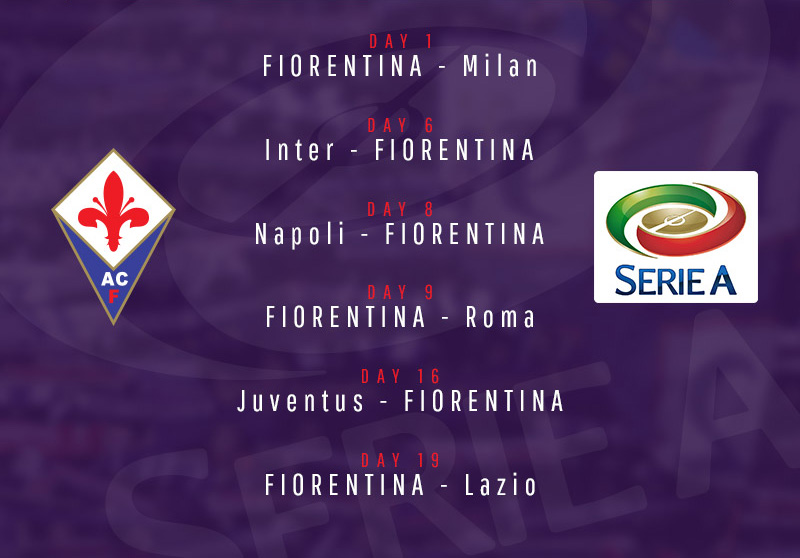 DAY 1
FIORENTINA - Milan
DAY 6
Inter - FIORENTINA
DAY 8
Napoli - FIORENTINA
DAY 9
FIORENTINA - Roma
DAY 16
Juventus - FIORENTINA
DAY 19
FIORENTINA - Lazio
AC
F
SERIE A
SERIE A